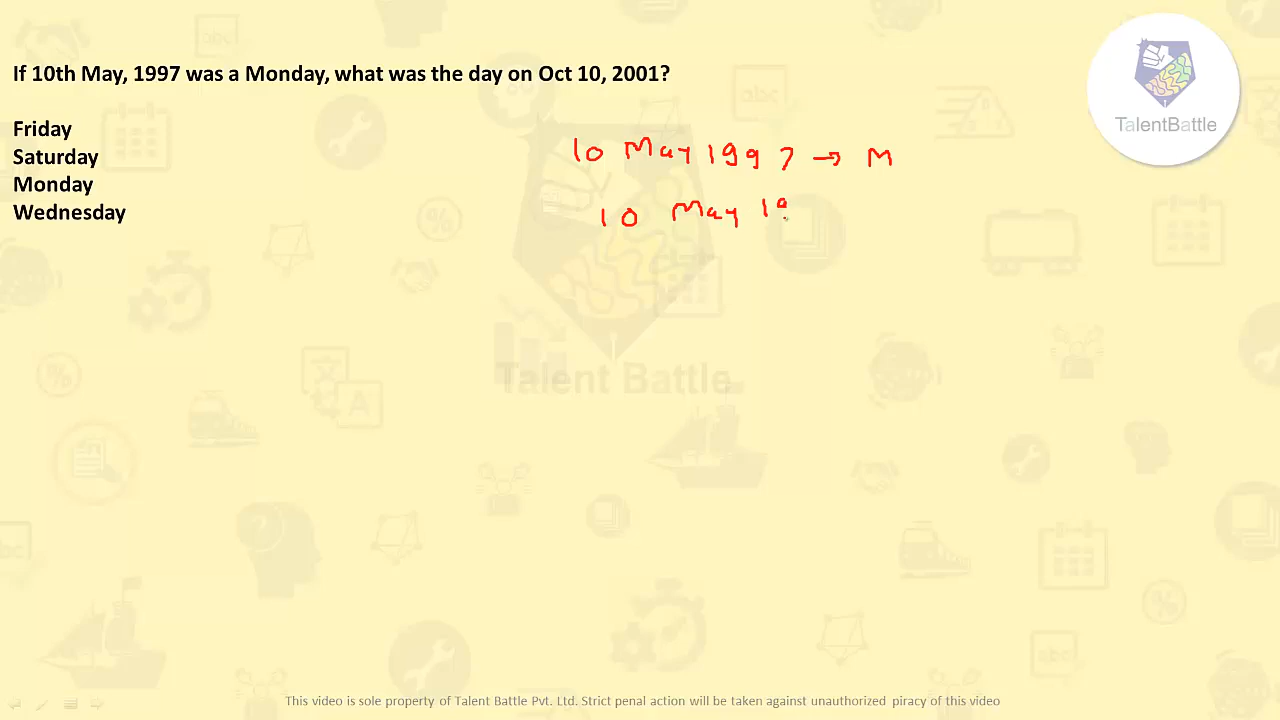 If 10th May, 1997 was a Monday, what was the day on Oct 10, 2001?
TalentBattle
Friday
Saturday
Monday
Wednesday
10 May 1997 → M
10 May 19
Talent Battle
This video is sole property of Talent Battle Pvt. Ltd. Strict penal action will be taken against unauthorized piracy of this video